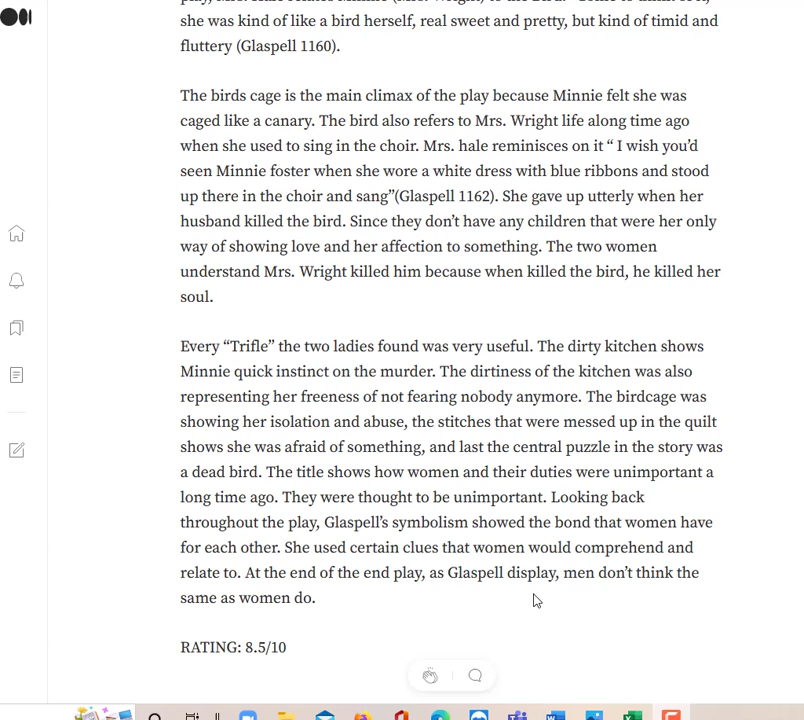 she was kind of like a bird herself, real sweet and pretty, but kind of timid and
fluttery (Glaspell 1160).
The birds cage is the main climax of the play because Minnie felt she was
caged like a canary. The bird also refers to Mrs. Wright life along time ago
when she used to sing in the choir. Mrs. hale reminisces on it “ I wish you’d
seen Minnie foster when she wore a white dress with blue ribbons and stood
up there in the choir and sang”(Glaspell 1162). She gave up utterly when her
husband killed the bird. Since they don’t have any children that were her only
way of showing love and her affection to something. The two women
understand Mrs. Wright killed him because when killed the bird, he killed her
soul.
Every “Trifle” the two ladies found was very useful. The dirty kitchen shows
Minnie quick instinct on the murder. The dirtiness of the kitchen was also
representing her freeness of not fearing nobody anymore. The birdcage was
showing her isolation and abuse, the stitches that were messed up in the quilt
shows she was afraid of something, and last the central puzzle in the story was
a dead bird. The title shows how women and their duties were unimportant a
long time ago. They were thought to be unimportant. Looking back
throughout the play, Glaspell’s symbolism showed the bond that women have
for each other. She used certain clues that women would comprehend and
relate to. At the end of the end play, as Glaspell display, men don’t think the
same as women do.
RATING: 8.5/10